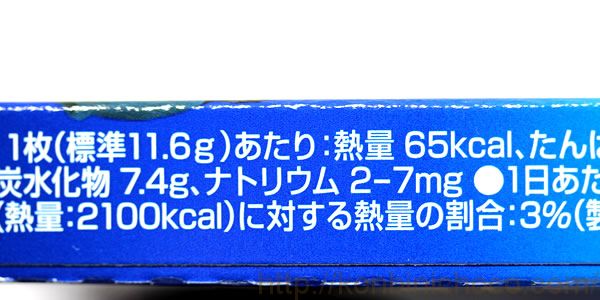 1枚(標準11.6g)あたり:熱量 65kcal、たん
炭水化物 7.4g、ナトリウム 2−7mg ●1日あた
(熱量:2100kcal)に対する熱量の割合:3%(製